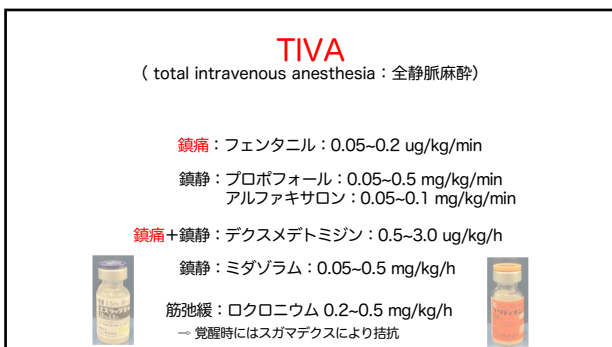 TIVA
( total intravenous anesthesia：全静脈麻酔）
鎮痛：フェンタニル：0.05~0.2 ug/kg/min
鎮静：プロポフォール：0.05~0.5 mg/kg/min
アルファキサロン：0.05~0.1 mg/kg/min
鎮痛＋鎮静：デクスメデトミジン：0.5~3.0 ug/kg/h
鎮静：ミダゾラム：0.05~0.5 mg/kg/h
筋弛緩：ロクロニウム 0.2~0.5 mg/kg/h
→ 覚醒時にはスガマデクスにより拮抗